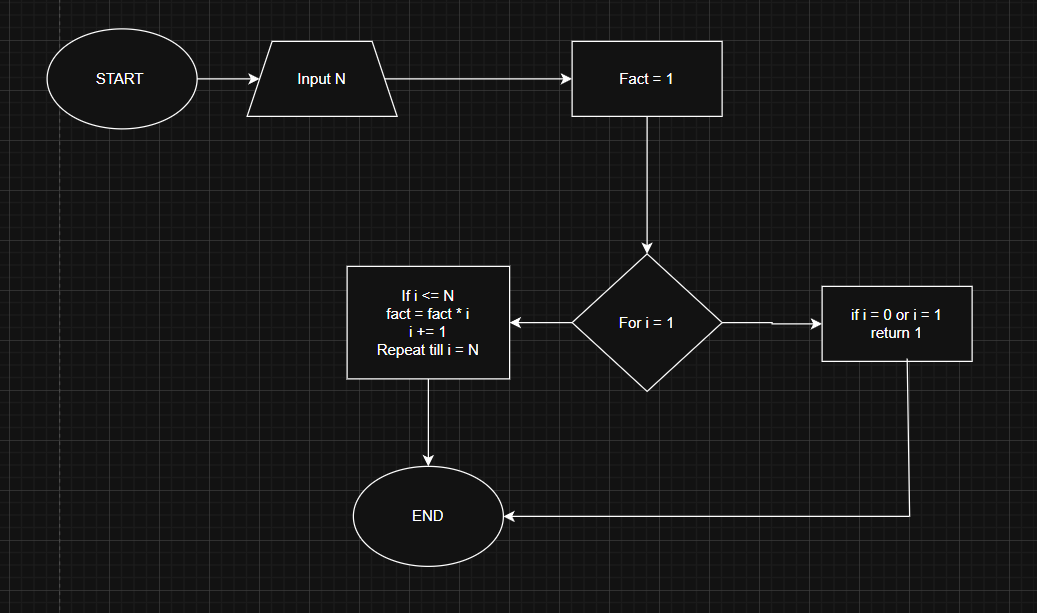 START
Input N
Fact = 1
If i <= N
fact = fact * i
i += 1
Repeat till i = N
For i = 1
if i = 0 or i = 1
return 1
END